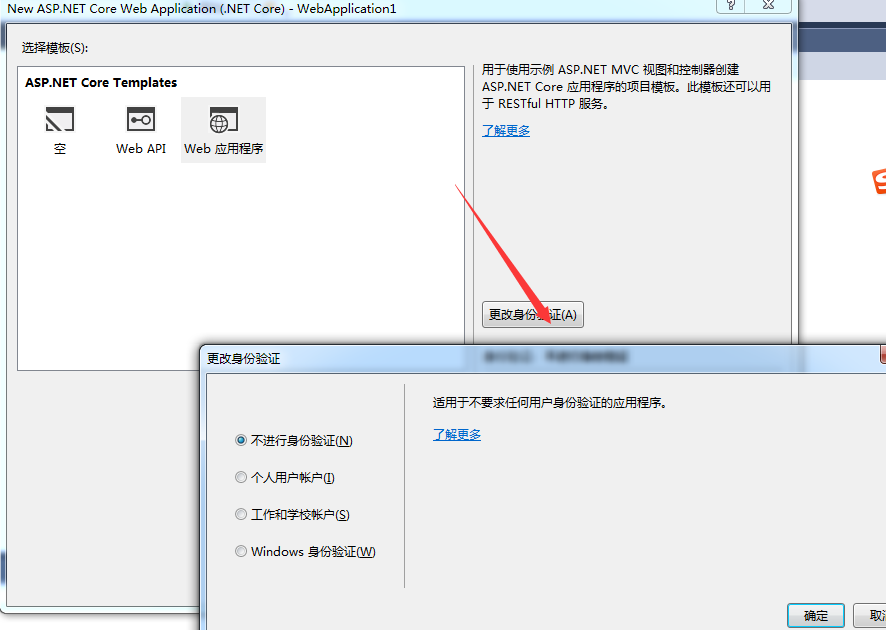 New ASP.NET Core Web Application (.NET Core) - WebApplication1
选择模板(S):
ASP.NET Core Templates
空
Web API
Web 应用程序
用于使用示例 ASP.NET MVC 视图和控制器创建
ASP.NET Core 应用程序的项目模板。此模板还可以用
于 RESTful HTTP 服务。
了解更多
更改身份验证(A)
更改身份验证
不进行身份验证(N)
个人用户帐户(I)
工作和学校帐户(S)
Windows 身份验证(W)
适用于不要求任何用户身份验证的应用程序。
了解更多
确定